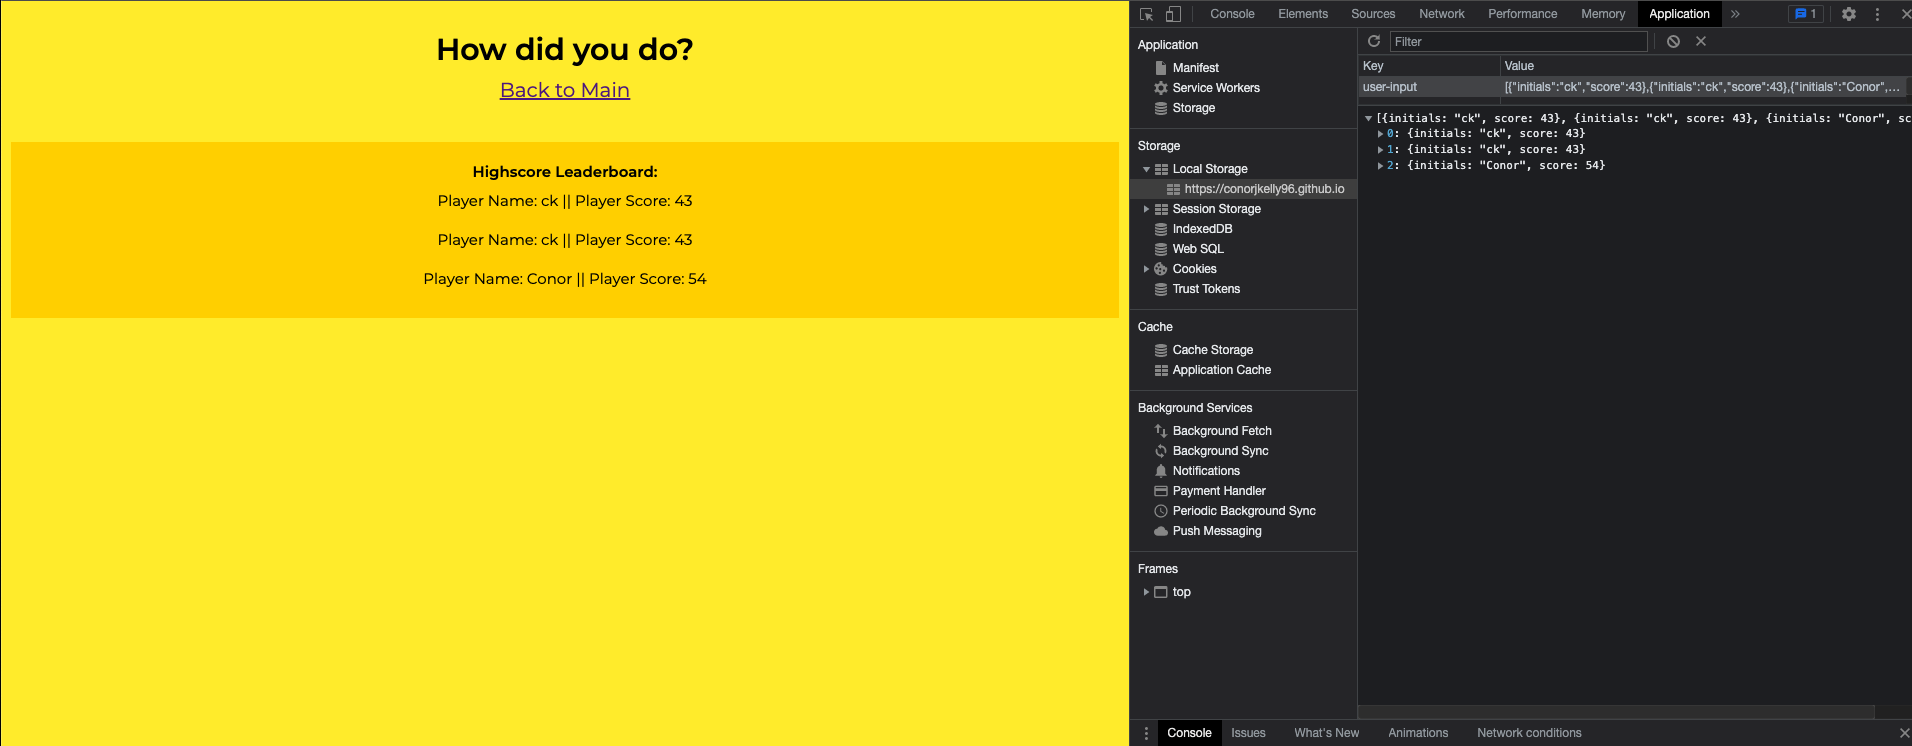 How did you do?
Back to Main
Highscore Leaderboard:
Player Name: ck || Player Score: 43
Player Name: ck || Player Score: 43
Player Name: Conor || Player Score: 54
Console Elements Sources Network Performance Memory Application » 1
Application
Manifest
Service Workers
Storage
Storage
Local Storage
https://conorjkelly96.github.io
Session Storage
IndexedDB
Web SQL
Cookies
Trust Tokens
Cache
Cache Storage
Application Cache
Background Services
Background Fetch
Background Sync
Notifications
Payment Handler
Periodic Background Sync
Push Messaging
Frames
top
Filter
Key Value
user-input [{"initials":"ck","score":43},{"initials":"ck","score":43},{"initials":"Conor",…
[{initials: "ck", score: 43}, {initials: "ck", score: 43}, {initials: "Conor", sc
0: {initials: "ck", score: 43}
1: {initials: "ck", score: 43}
2: {initials: "Conor", score: 54}
Console Issues What's New Animations Network conditions